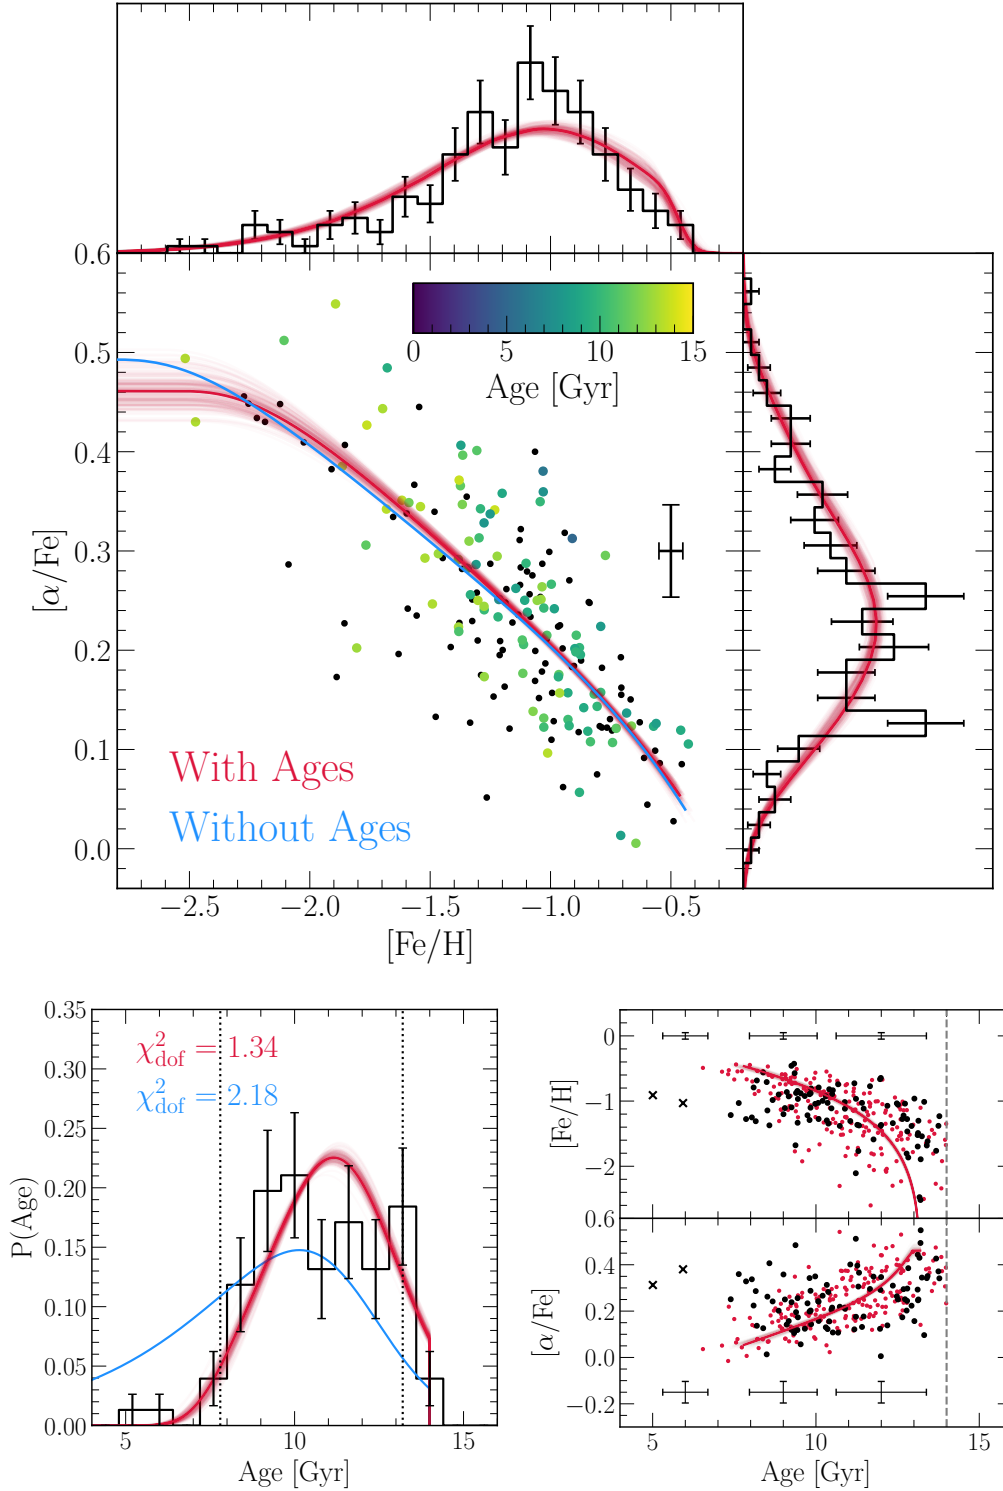 0.6
0.5
0.4
0.3
0.2
0.1
0.0
[α/Fe]
0 5 10 15
Age [Gyr]
With Ages
Without Ages
−2.5 −2.0 −1.5 −1.0 −0.5
[Fe/H]
0.35
0.30
0.25
0.20
0.15
0.10
0.05
0.00
P(Age)
χ²dof = 1.34
χ²dof = 2.18
5 10 15
Age [Gyr]
0
−1
−2
[Fe/H]
0.6
0.4
0.2
0.0
−0.2
[α/Fe]
5 10 15
Age [Gyr]